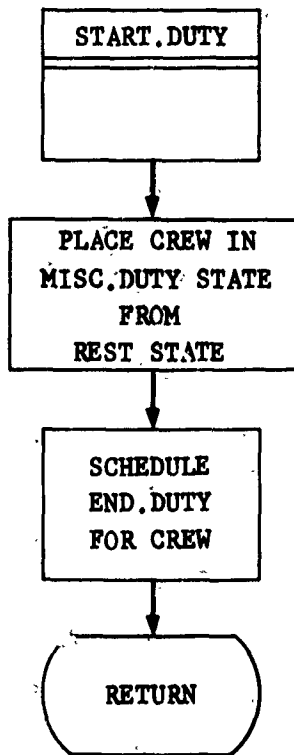 START.DUTY
PLACE CREW IN
MISC.DUTY STATE
FROM
REST STATE
SCHEDULE
END.DUTY
FOR CREW
RETURN